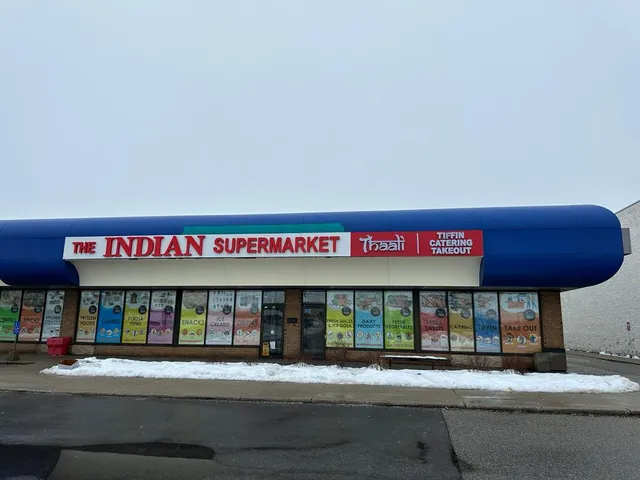 THE INDIAN SUPERMARKET
Thaali
TIFFIN
CATERING
TAKEOUT
FROZEN
FOODS
SNACKS
ICE
CREAMS
DAIRY
PRODUCTS
FRESH
VEGETABLES
CATERING
TIFFIN
TAKE OUT